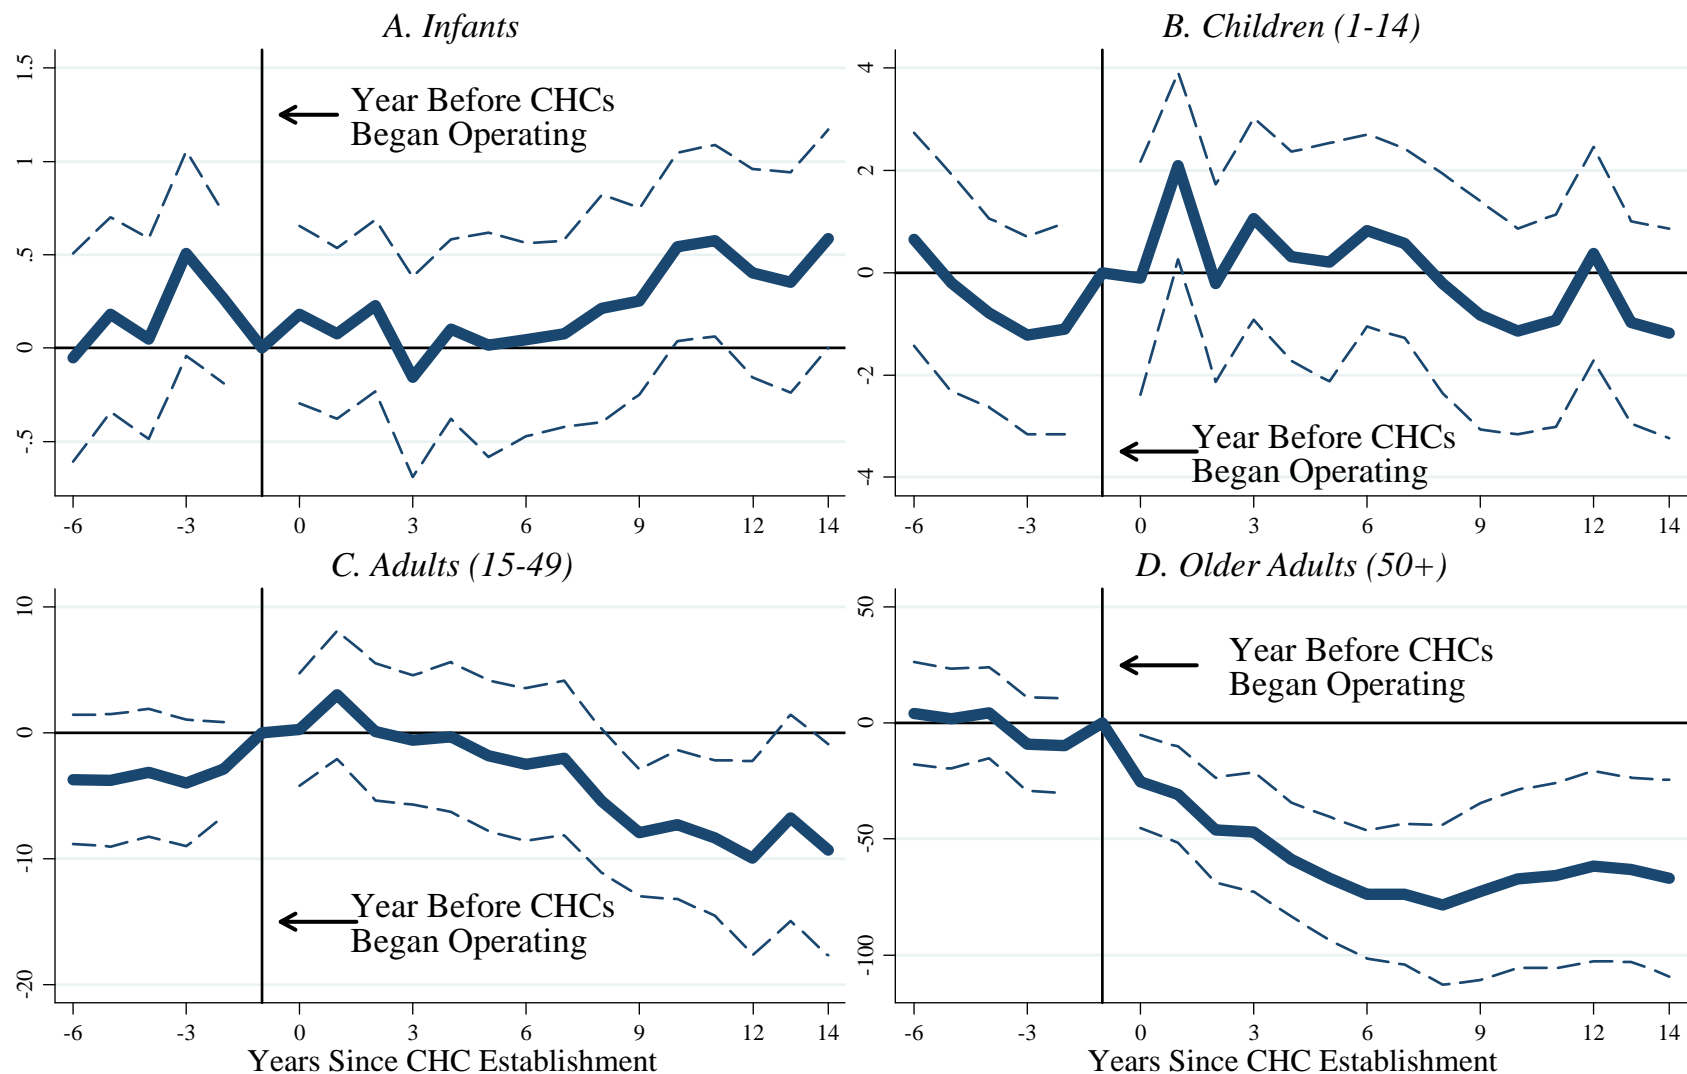 A. Infants
1.5
1
.5
0
-.5
Year Before CHCs
Began Operating
-6 -3 0 3 6 9 12 14
B. Children (1-14)
4
2
0
-2
-4
Year Before CHCs
Began Operating
-6 -3 0 3 6 9 12 14
C. Adults (15-49)
10
0
-10
-20
Year Before CHCs
Began Operating
-6 -3 0 3 6 9 12 14
Years Since CHC Establishment
D. Older Adults (50+)
50
0
-50
-100
Year Before CHCs
Began Operating
-6 -3 0 3 6 9 12 14
Years Since CHC Establishment